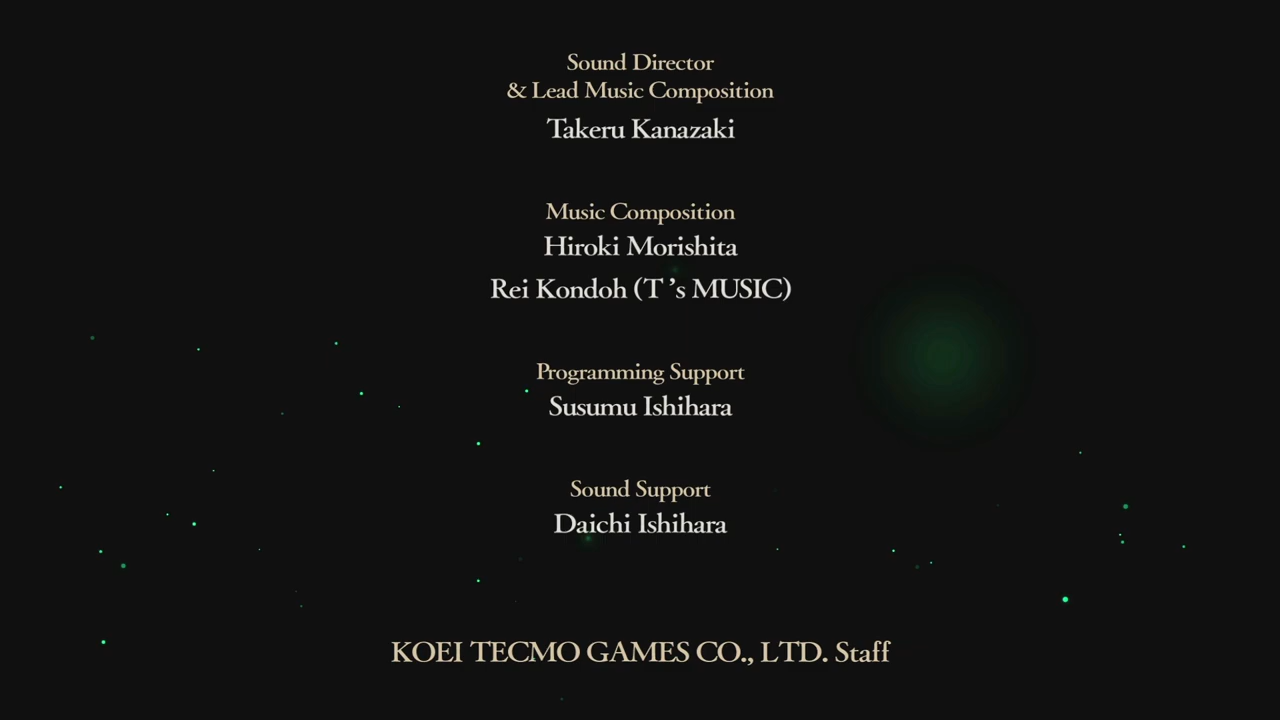 Sound Director
& Lead Music Composition
Takeru Kanazaki
Music Composition
Hiroki Morishita
Rei Kondoh (T 's MUSIC)
Programming Support
Susumu Ishihara
Sound Support
Daichi Ishihara
KOEI TECMO GAMES CO., LTD. Staff